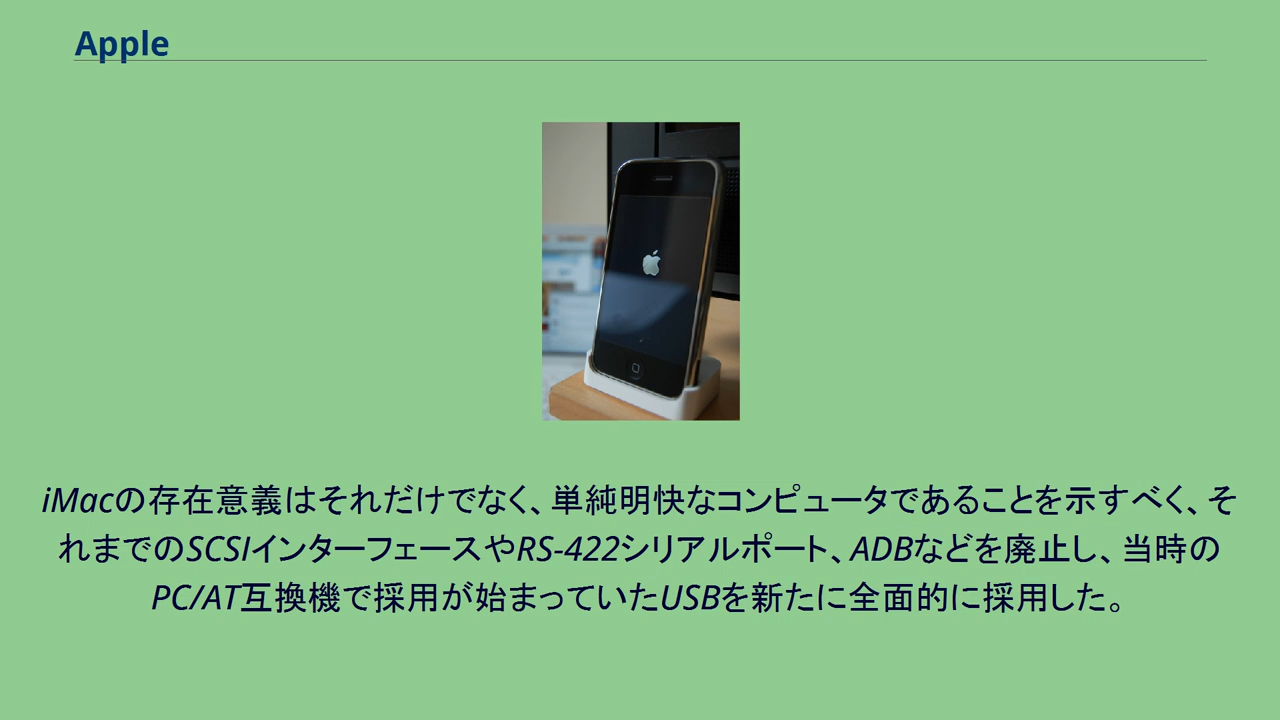 Apple
iMacの存在意義はそれだけでなく、単純明快なコンピュータであることを示すべく、そ
れまでのSCSIインターフェースやRS-422シリアルポート、ADBなどを廃止し、当時の
PC/AT互換機で採用が始まっていたUSBを新たに全面的に採用した。